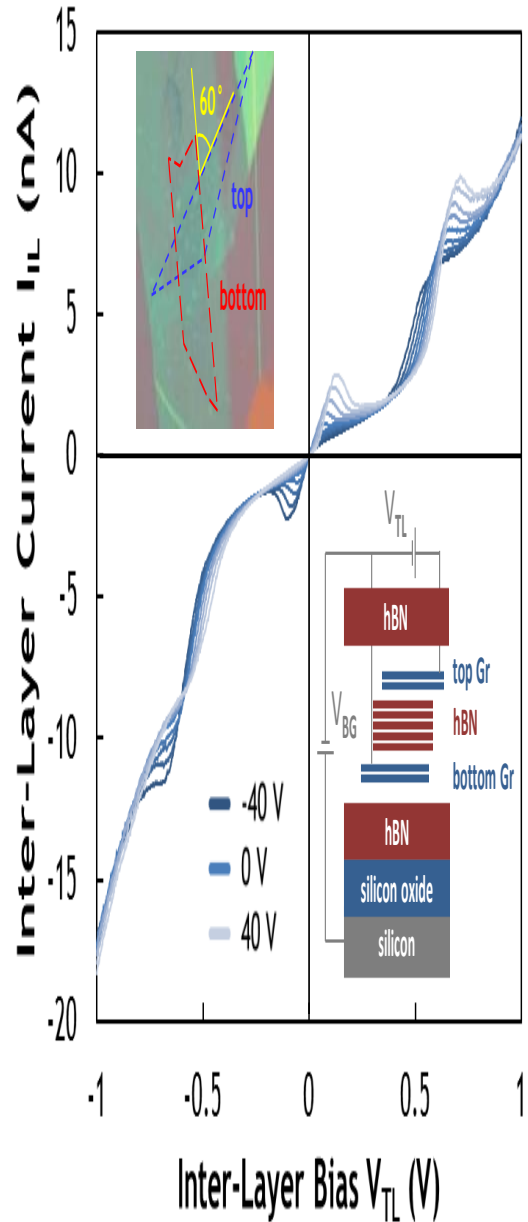 Inter-Layer Current I_IL (nA)
15
10
5
0
-5
-10
-15
-20
60°
top
bottom
V_TL
hBN
top Gr
V_BG
hBN
bottom Gr
hBN
silicon oxide
silicon
-40 V
0 V
40 V
-1
-0.5
0
0.5
1
Inter-Layer Bias V_TL (V)